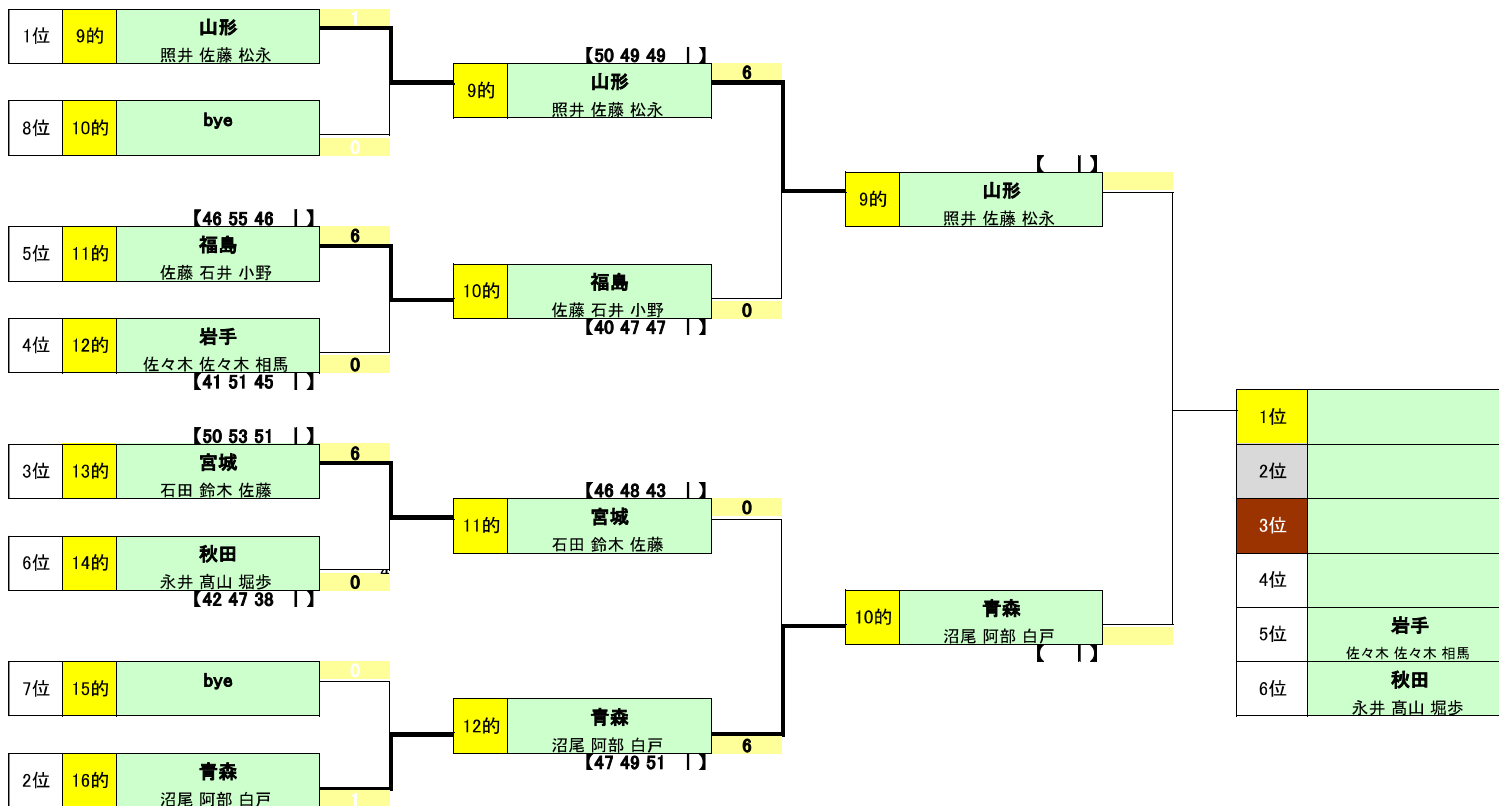 1位 9的 山形 1
照井 佐藤 松永
8位 10的 bye
0
【46 55 46 | 】
5位 11的 福島 6
佐藤 石井 小野
4位 12的 岩手
佐々木 佐々木 相馬 0
【41 51 45 | 】
【50 53 51 | 】
3位 13的 宮城 6
石田 鈴木 佐藤
6位 14的 秋田
永井 髙山 堀歩 0
【42 47 38 | 】
7位 15的 bye 0
2位 16的 青森
沼尾 阿部 白戸 1
【50 49 49 | 】
9的 山形 6
照井 佐藤 松永
10的 福島
佐藤 石井 小野 0
【40 47 47 | 】
【46 48 43 | 】
11的 宮城 0
石田 鈴木 佐藤
12的 青森
沼尾 阿部 白戸 6
【47 49 51 | 】
【 | 】
9的 山形
照井 佐藤 松永
10的 青森
沼尾 阿部 白戸
【 | 】
1位
2位
3位
4位
5位 岩手
佐々木 佐々木 相馬
6位 秋田
永井 髙山 堀歩